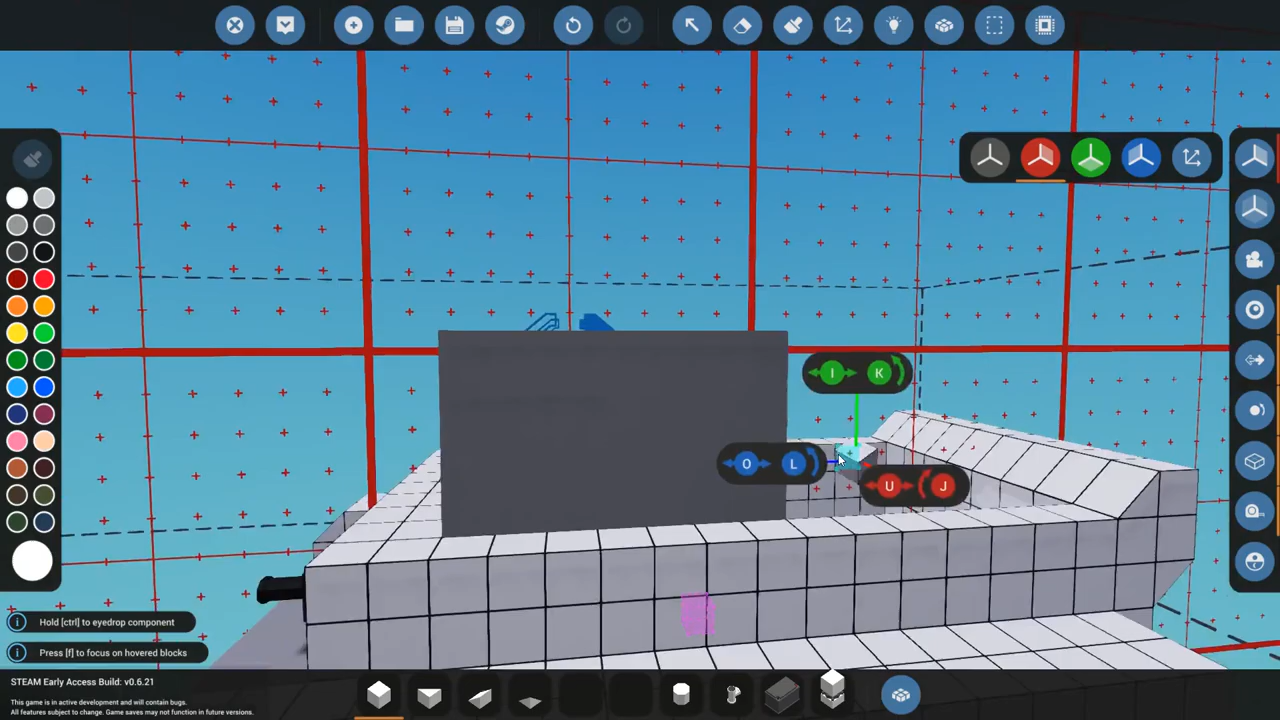 I K
O L
U J
Hold [ctrl] to eyedrop component
Press [f] to focus on hovered blocks
STEAM Early Access Build: v0.6.21
This game is in active development and will contain bugs.
All features subject to change. Game saves may not function in future versions.